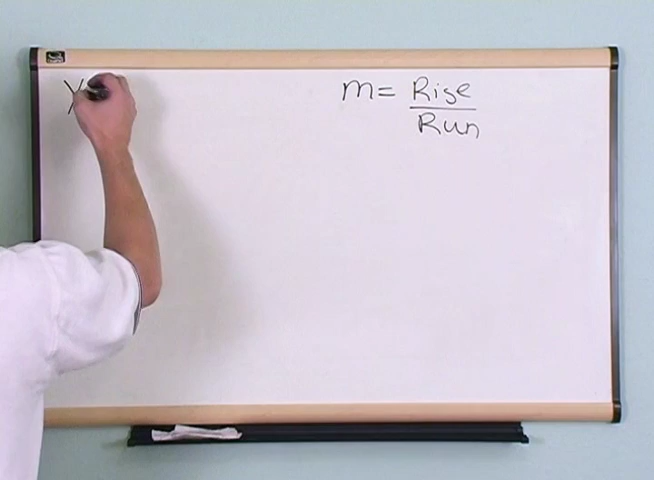 y
m = Rise
Run